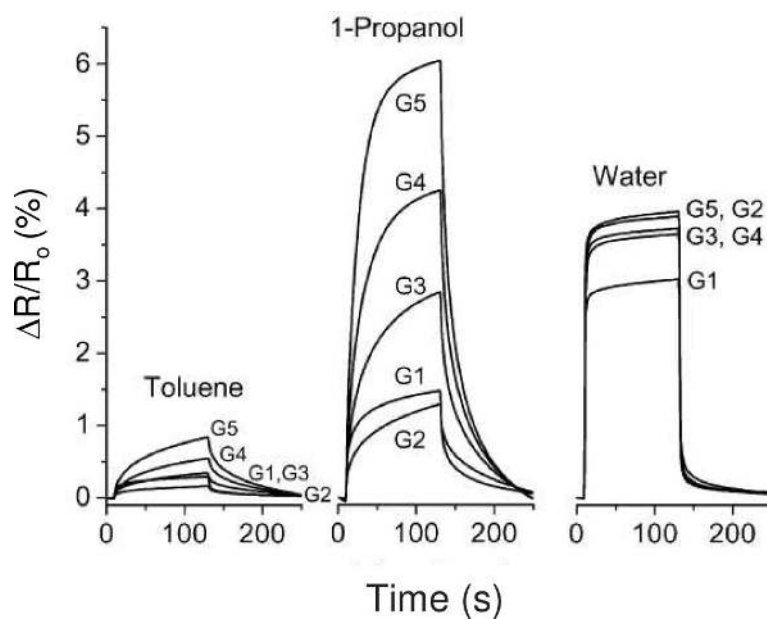 1-Propanol
Toluene
Water
ΔR/Ro (%)
6
5
4
3
2
1
0
G5
G4
G1,G3
G2
G5
G4
G3
G1
G2
G5, G2
G3, G4
G1
0 100 200
0 100 200
0 100 200
Time (s)